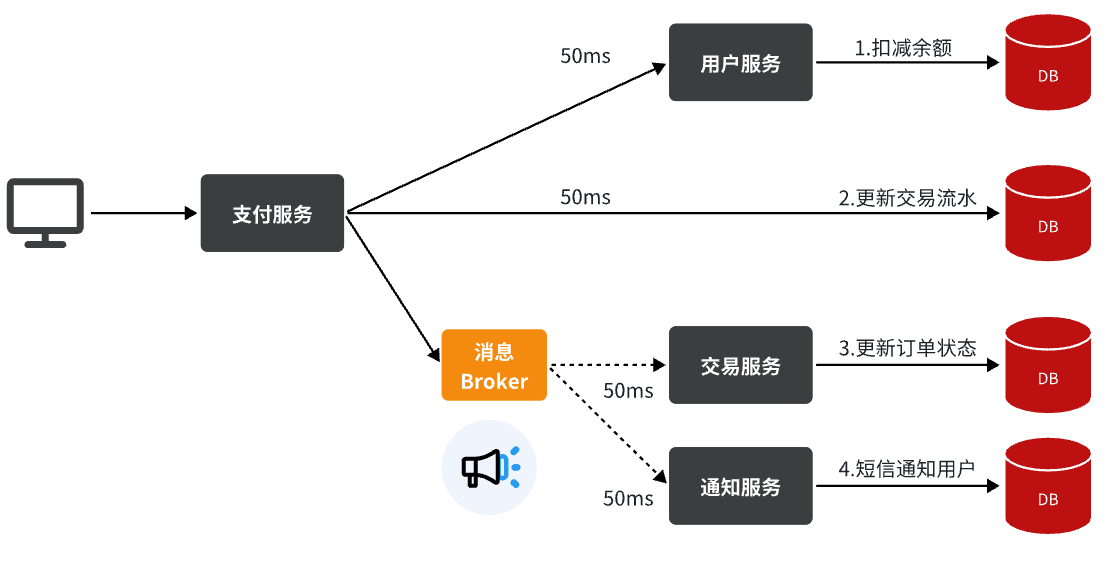 50ms
用户服务
1.扣减余额
DB
支付服务
50ms
2.更新交易流水
DB
消息
Broker
50ms
交易服务
3.更新订单状态
DB
50ms
通知服务
4.短信通知用户
DB